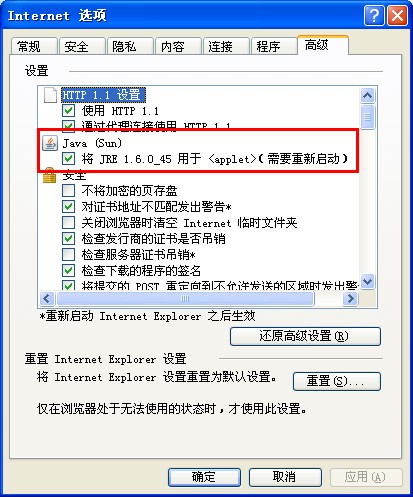 Internet 选项
常规 安全 隐私 内容 连接 程序 高级
设置
HTTP 1.1 设置
使用 HTTP 1.1
通过代理连接使用 HTTP 1.1
Java (Sun)
将 JRE 1.6.0_45 用于 <applet>(需要重新启动)
安全
不将加密的页存盘
对证书地址不匹配发出警告*
关闭浏览器时清空 Internet 临时文件夹
检查发行商的证书是否吊销
检查服务器证书吊销*
检查下载的程序的签名
将提交的 POST 重定向到不允许发送的区域时发出警
*重新启动 Internet Explorer 之后生效
还原高级设置(R)
重置 Internet Explorer 设置
将 Internet Explorer 设置重置为默认设置。
重置(S)...
仅在浏览器处于无法使用的状态时,才使用此设置。
确定 取消 应用(A)